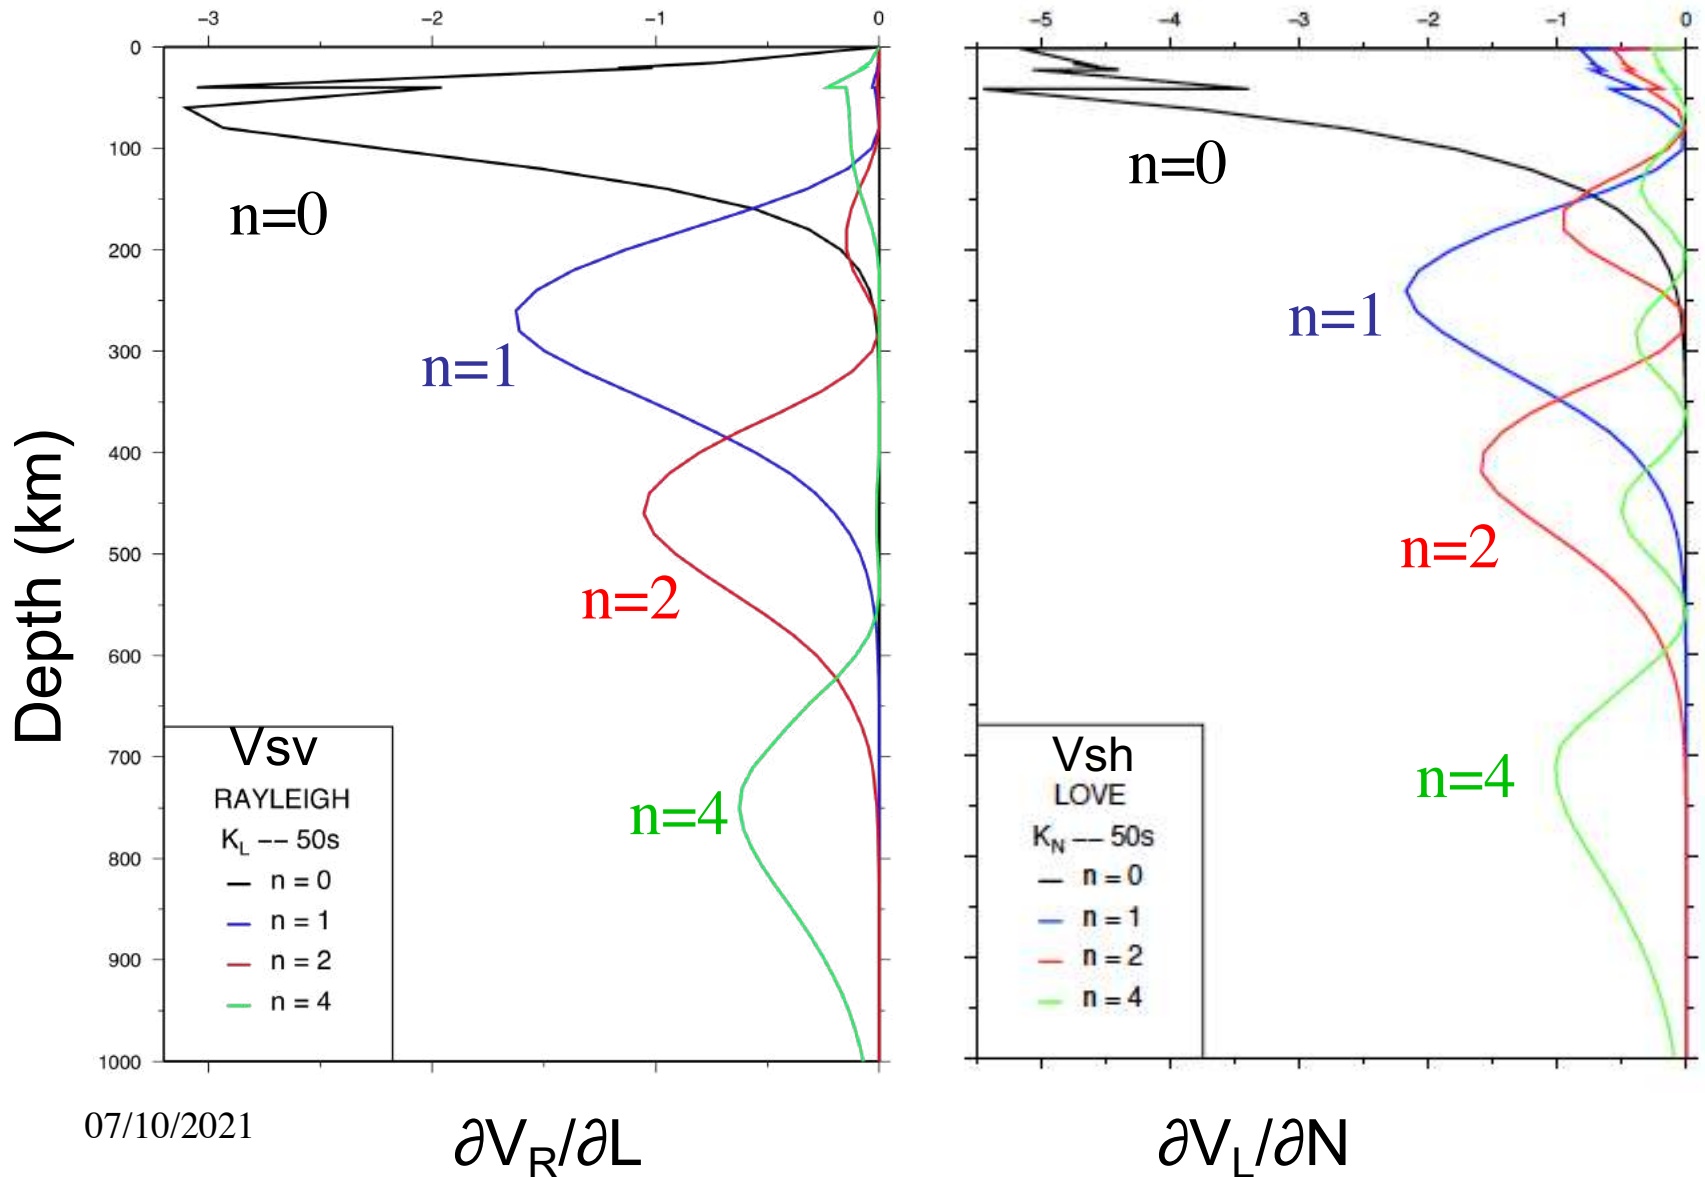 −3 −2 −1 0
−5 −4 −3 −2 −1 0
Depth (km)
0
100
200
300
400
500
600
700
800
900
1000
n=0
n=1
n=2
n=4
Vsv
RAYLEIGH
K_L −− 50s
n = 0
n = 1
n = 2
n = 4
n=0
n=1
n=2
n=4
Vsh
LOVE
K_N −− 50s
n = 0
n = 1
n = 2
n = 4
07/10/2021
∂V_R/∂L
∂V_L/∂N